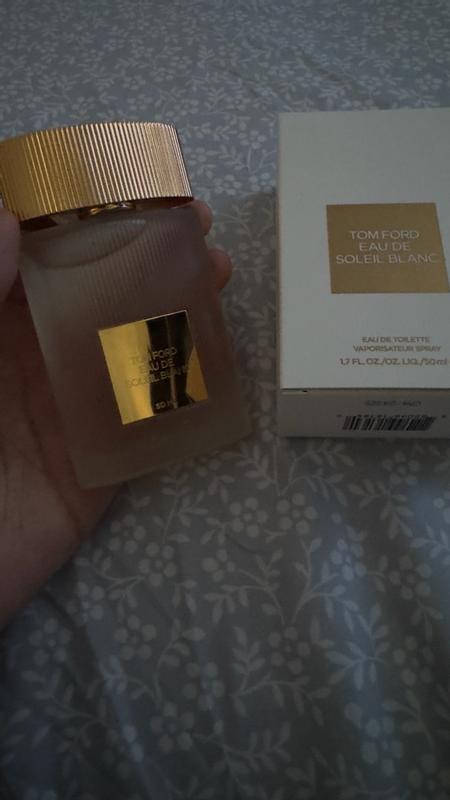 TOM FORD
EAU DE
SOLEIL BLANC
50 ML
TOM FORD
EAU DE
SOLEIL BLANC
EAU DE TOILETTE
VAPORISATEUR SPRAY
1.7 FL.OZ./OZ.LIQ./50 ml